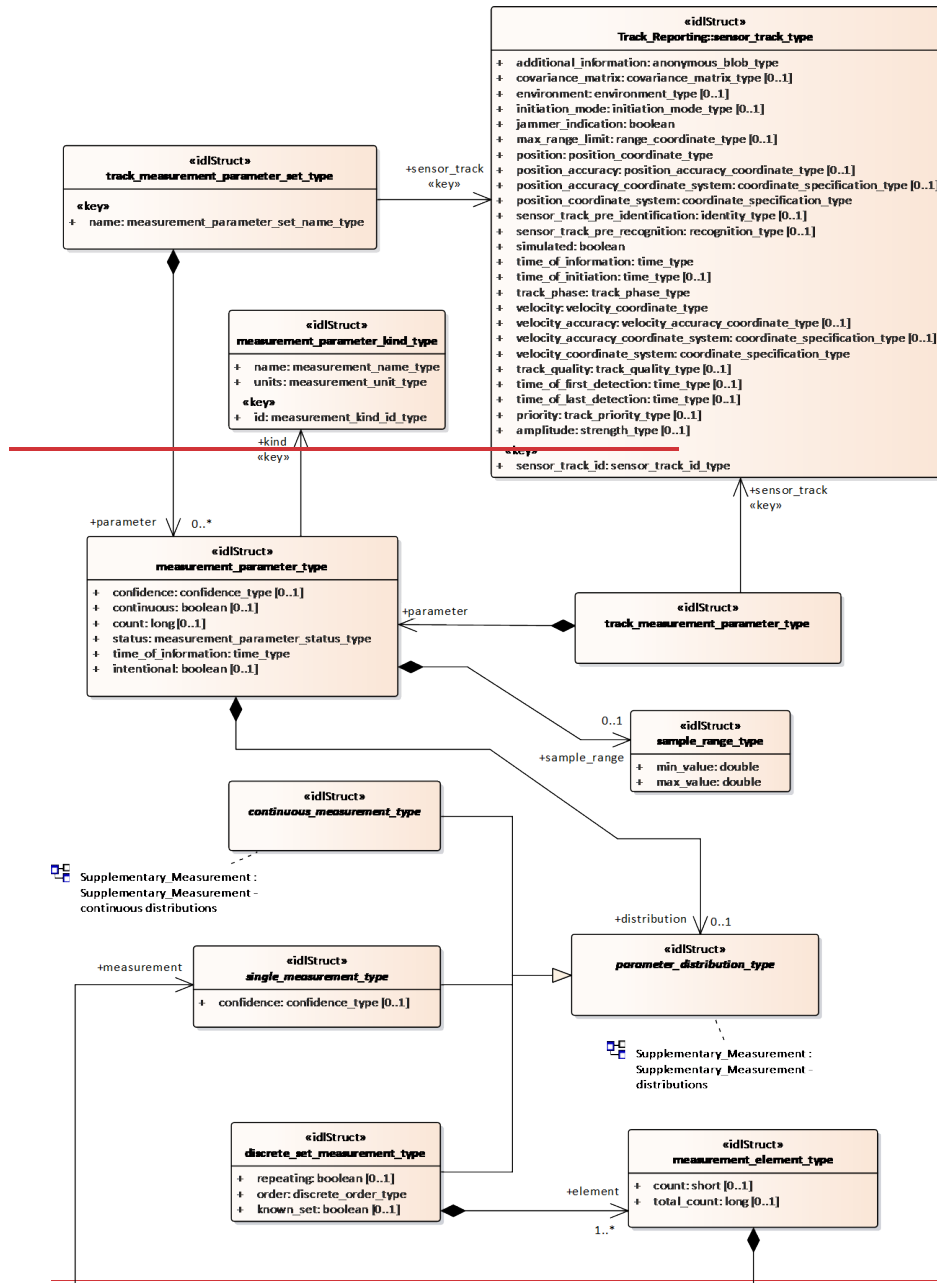 «idlStruct»
Track_Reporting::sensor_track_type
+ additional_information: anonymous_blob_type
+ covariance_matrix: covariance_matrix_type [0..1]
+ environment: environment_type [0..1]
+ initiation_mode: initiation_mode_type [0..1]
+ jammer_indication: boolean
+ max_range_limit: range_coordinate_type [0..1]
+ position: position_coordinate_type
+ position_accuracy: position_accuracy_coordinate_type [0..1]
+ position_accuracy_coordinate_system: coordinate_specification_type [0..1]
+ position_coordinate_system: coordinate_specification_type
+ sensor_track_pre_identification: identity_type [0..1]
+ sensor_track_pre_recognition: recognition_type [0..1]
+ simulated: boolean
+ time_of_information: time_type
+ time_of_initiation: time_type [0..1]
+ track_phase: track_phase_type
+ velocity: velocity_coordinate_type
+ velocity_accuracy: velocity_accuracy_coordinate_type [0..1]
+ velocity_accuracy_coordinate_system: coordinate_specification_type [0..1]
+ velocity_coordinate_system: coordinate_specification_type
+ track_quality: track_quality_type [0..1]
+ time_of_first_detection: time_type [0..1]
+ time_of_last_detection: time_type [0..1]
+ priority: track_priority_type [0..1]
+ amplitude: strength_type [0..1]
«key»
+ sensor_track_id: sensor_track_id_type
«idlStruct»
track_measurement_parameter_set_type
«key»
+ name: measurement_parameter_set_name_type
+sensor_track
«key»
«idlStruct»
measurement_parameter_kind_type
+ name: measurement_name_type
+ units: measurement_unit_type
«key»
+ id: measurement_kind_id_type
+kind
«key»
+sensor_track
«key»
+parameter 0..*
«idlStruct»
measurement_parameter_type
+ confidence: confidence_type [0..1]
+ continuous: boolean [0..1]
+ count: long [0..1]
+ status: measurement_parameter_status_type
+ time_of_information: time_type
+ intentional: boolean [0..1]
+parameter
«idlStruct»
track_measurement_parameter_type
0..1
+sample_range
«idlStruct»
sample_range_type
+ min_value: double
+ max_value: double
«idlStruct»
continuous_measurement_type
Supplementary_Measurement :
Supplementary_Measurement -
continuous distributions
+distribution 0..1
«idlStruct»
parameter_distribution_type
+measurement
«idlStruct»
single_measurement_type
+ confidence: confidence_type [0..1]
Supplementary_Measurement :
Supplementary_Measurement -
distributions
«idlStruct»
discrete_set_measurement_type
+ repeating: boolean [0..1]
+ order: discrete_order_type
+ known_set: boolean [0..1]
+element
1..*
«idlStruct»
measurement_element_type
+ count: short [0..1]
+ total_count: long [0..1]